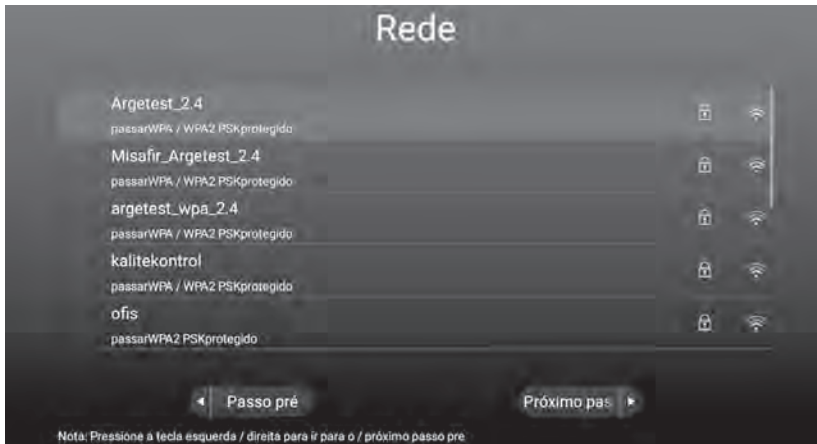 Rede
Argetest_2.4
passarWPA / WPA2 PSKprotegido
Misafir_Argetest_2.4
passarWPA / WPA2 PSKprotegido
argetest_wpa_2.4
passarWPA / WPA2 PSKprotegido
kalitekontrol
passarWPA / WPA2 PSKprotegido
ofis
passarWPA2 PSKprotegido
Passo pré
Próximo pas
Nota: Pressione a tecla esquerda / direita para ir para o / próximo passo pre